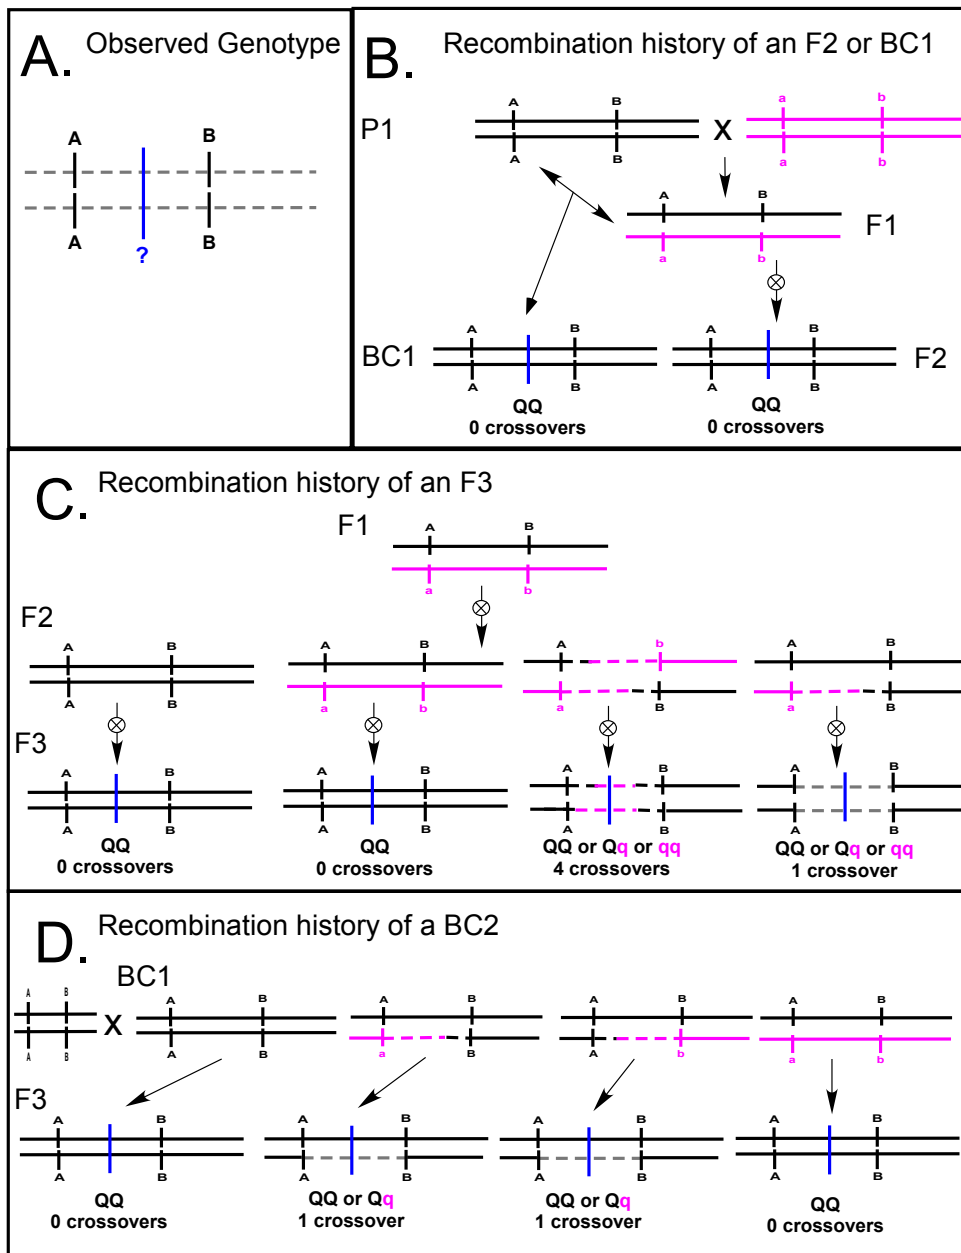 A. Observed Genotype
A B
A B
?
B. Recombination history of an F2 or BC1
A B a b
P1 X
A B a b
A B
F1
a b
A B A B
BC1 F2
A B A B
QQ QQ
0 crossovers 0 crossovers
C. Recombination history of an F3
F1
A B
a b
F2
A B A B A b A B
A B a b a B a B
F3
A B A B A B A B
A B A B A B A B
QQ QQ QQ or Qq or qq QQ or Qq or qq
0 crossovers 0 crossovers 4 crossovers 1 crossover
D. Recombination history of a BC2
BC1
A B A B A B A B A B
X
A B A B a B A b a b
F3
A B A B A B A B
A B A B A B A B
QQ QQ or Qq QQ or Qq QQ
0 crossovers 1 crossover 1 crossover 0 crossovers